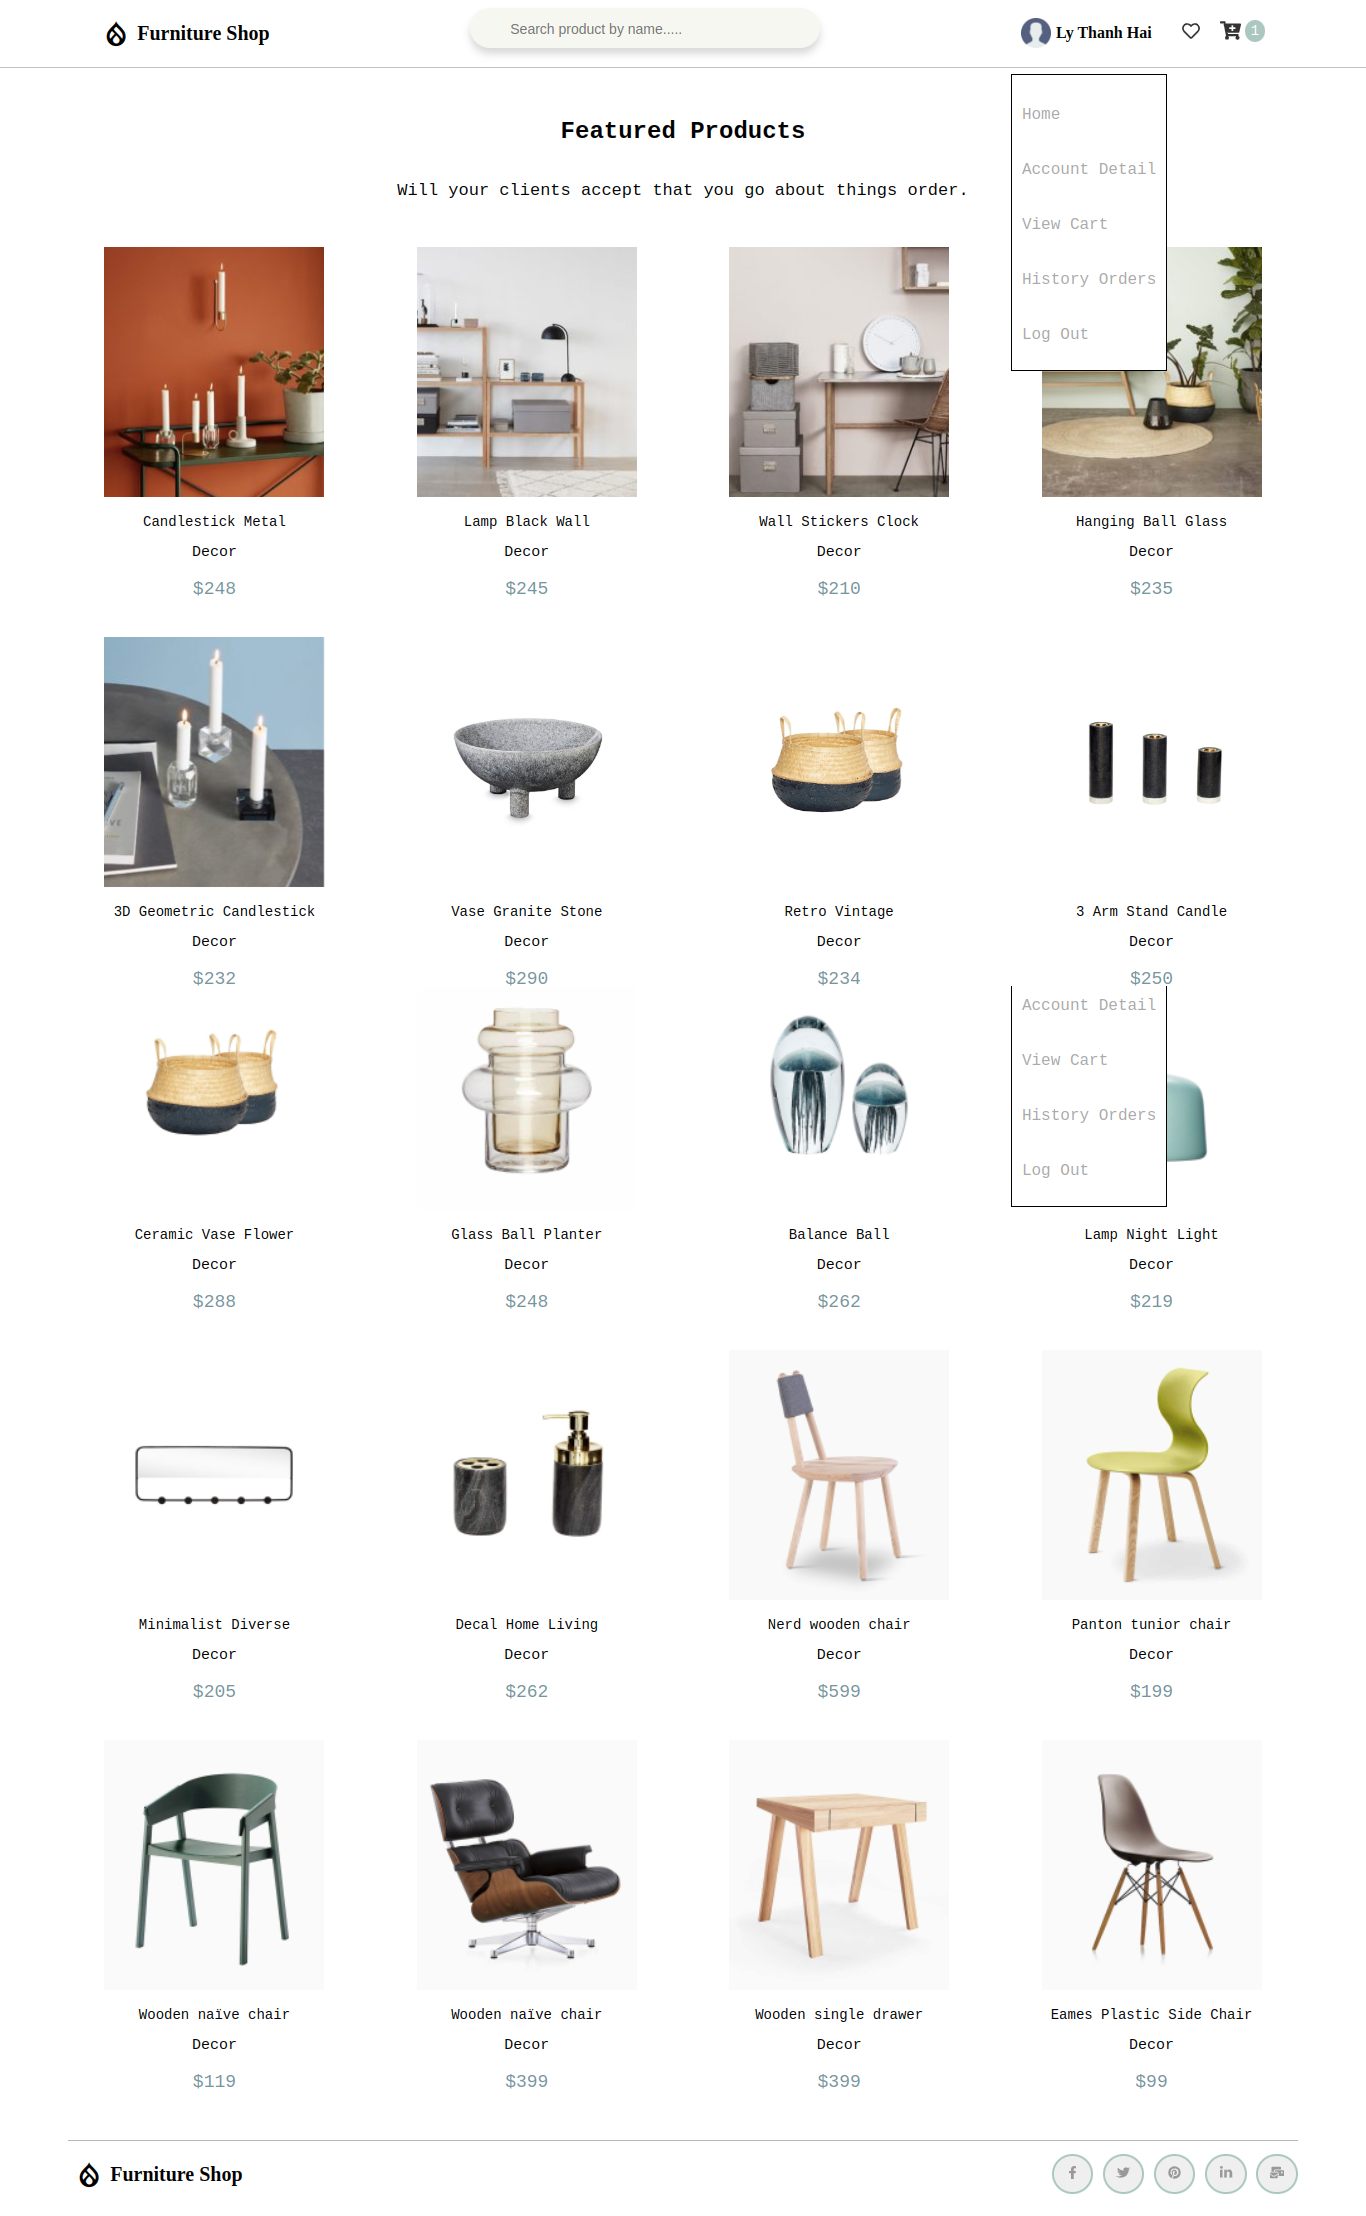 Furniture Shop
Search product by name.....
Ly Thanh Hai
1
Home
Account Detail
View Cart
History Orders
Log Out
Featured Products
Will your clients accept that you go about things order.
Candlestick Metal
Decor
$248
Lamp Black Wall
Decor
$245
Wall Stickers Clock
Decor
$210
Hanging Ball Glass
Decor
$235
3D Geometric Candlestick
Decor
$232
Vase Granite Stone
Decor
$290
Retro Vintage
Decor
$234
3 Arm Stand Candle
Decor
$250
Account Detail
View Cart
History Orders
Log Out
Ceramic Vase Flower
Decor
$288
Glass Ball Planter
Decor
$248
Balance Ball
Decor
$262
Lamp Night Light
Decor
$219
Minimalist Diverse
Decor
$205
Decal Home Living
Decor
$262
Nerd wooden chair
Decor
$599
Panton tunior chair
Decor
$199
Wooden naïve chair
Decor
$119
Wooden naïve chair
Decor
$399
Wooden single drawer
Decor
$399
Eames Plastic Side Chair
Decor
$99
Furniture Shop